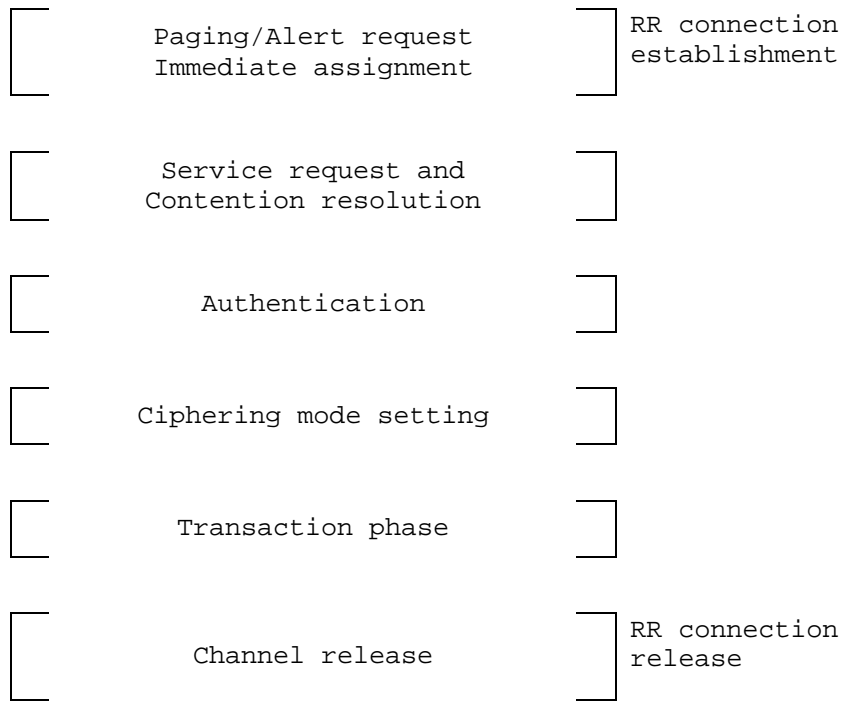 Paging/Alert request
Immediate assignment
RR connection
establishment
Service request and
Contention resolution
Authentication
Ciphering mode setting
Transaction phase
Channel release
RR connection
release